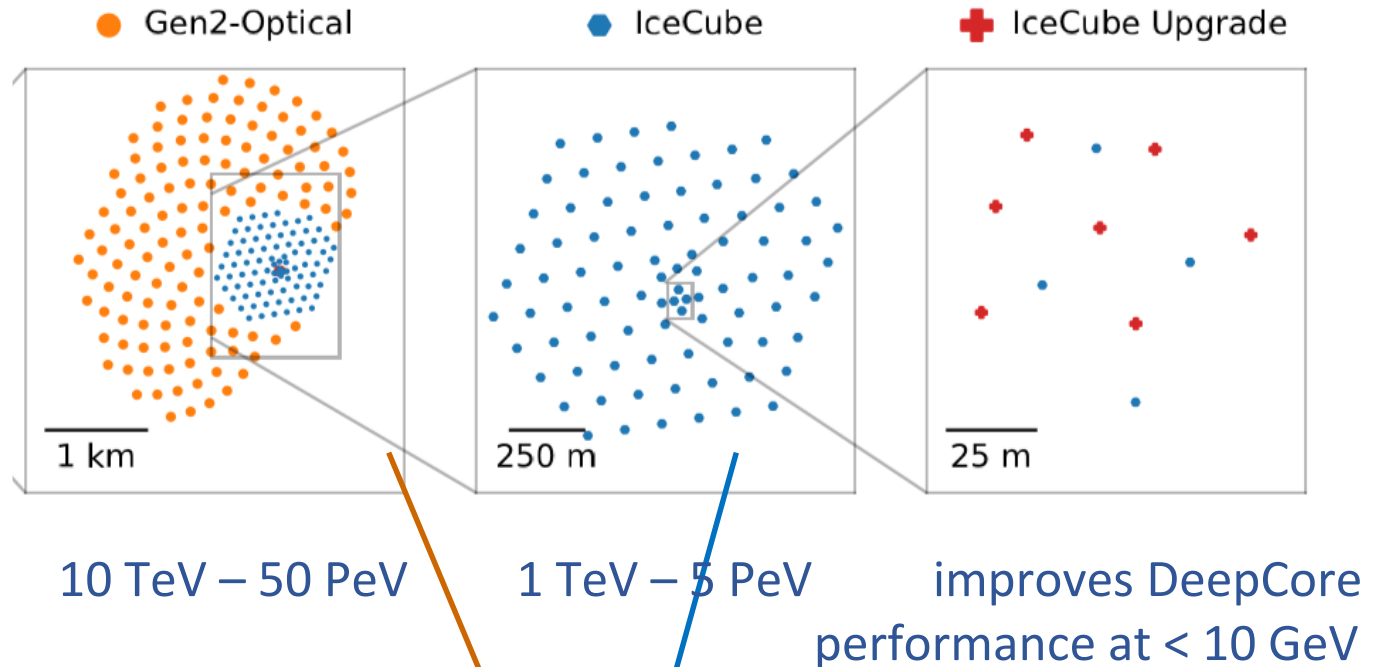 Gen2-Optical
IceCube
IceCube Upgrade
1 km
250 m
25 m
10 TeV – 50 PeV
1 TeV – 5 PeV
improves DeepCore
performance at < 10 GeV